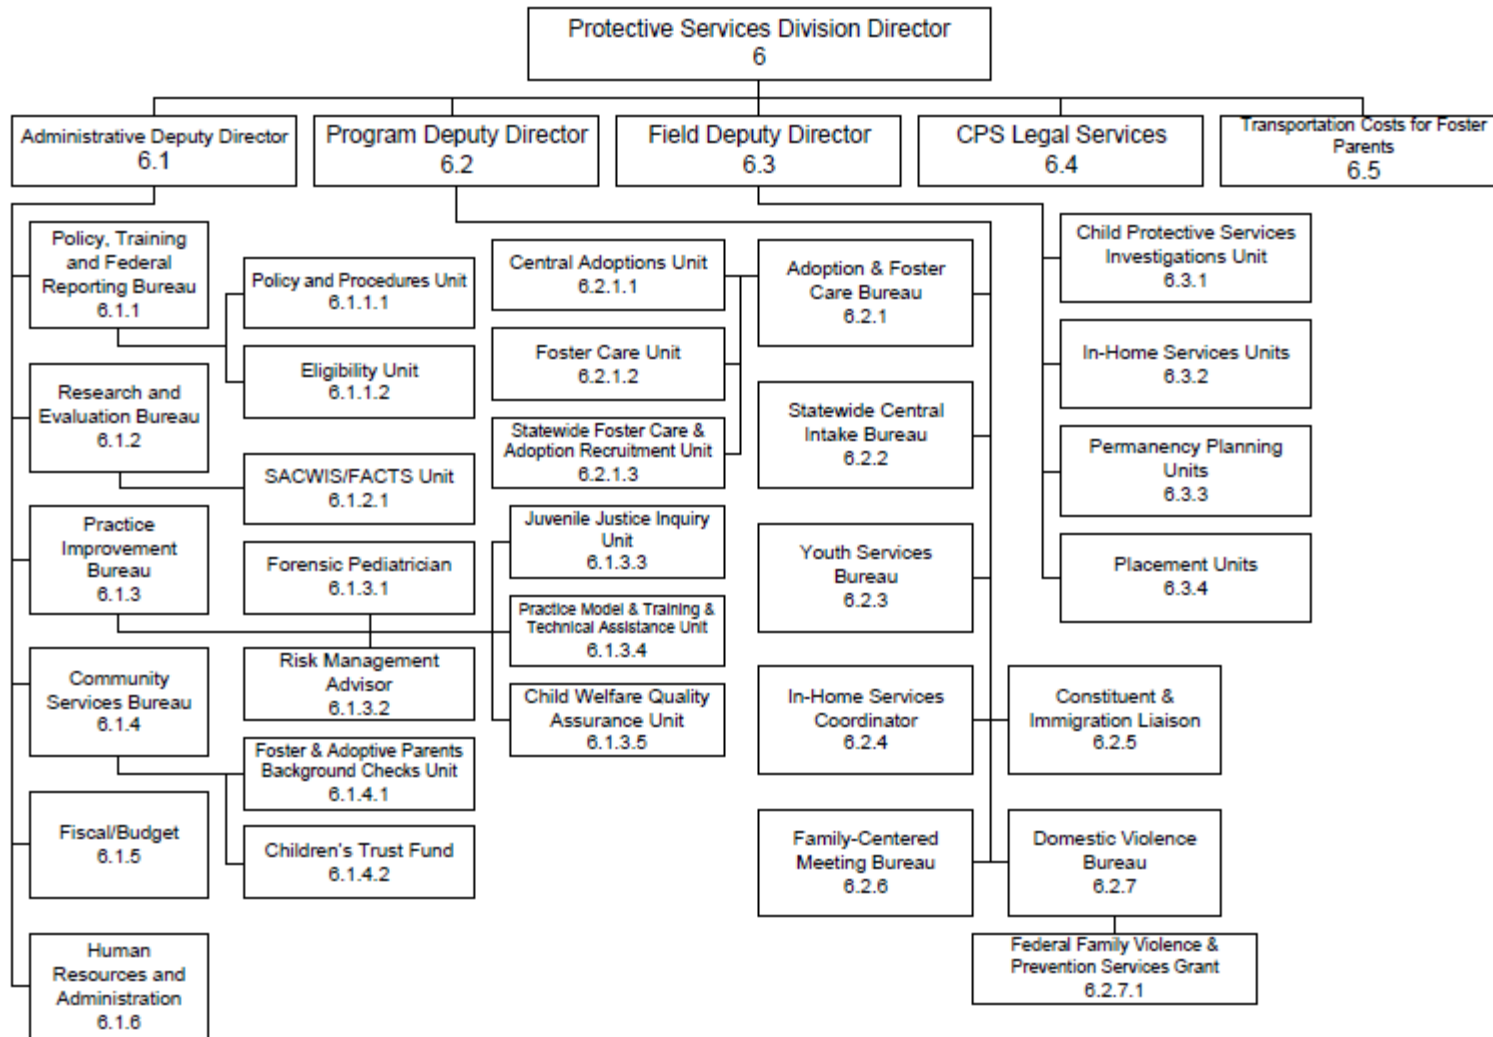 Protective Services Division Director
6
Administrative Deputy Director
6.1
Program Deputy Director
6.2
Field Deputy Director
6.3
CPS Legal Services
6.4
Transportation Costs for Foster
Parents
6.5
Policy, Training
and Federal
Reporting Bureau
6.1.1
Policy and Procedures Unit
6.1.1.1
Eligibility Unit
6.1.1.2
Research and
Evaluation Bureau
6.1.2
SACWIS/FACTS Unit
6.1.2.1
Practice
Improvement
Bureau
6.1.3
Forensic Pediatrician
6.1.3.1
Risk Management
Advisor
6.1.3.2
Juvenile Justice Inquiry
Unit
6.1.3.3
Practice Model & Training &
Technical Assistance Unit
6.1.3.4
Child Welfare Quality
Assurance Unit
6.1.3.5
Community
Services Bureau
6.1.4
Foster & Adoptive Parents
Background Checks Unit
6.1.4.1
Children's Trust Fund
6.1.4.2
Fiscal/Budget
6.1.5
Human
Resources and
Administration
6.1.6
Central Adoptions Unit
6.2.1.1
Foster Care Unit
6.2.1.2
Statewide Foster Care &
Adoption Recruitment Unit
6.2.1.3
Adoption & Foster
Care Bureau
6.2.1
Statewide Central
Intake Bureau
6.2.2
Youth Services
Bureau
6.2.3
In-Home Services
Coordinator
6.2.4
Constituent &
Immigration Liaison
6.2.5
Family-Centered
Meeting Bureau
6.2.6
Domestic Violence
Bureau
6.2.7
Federal Family Violence &
Prevention Services Grant
6.2.7.1
Child Protective Services
Investigations Unit
6.3.1
In-Home Services Units
6.3.2
Permanency Planning
Units
6.3.3
Placement Units
6.3.4